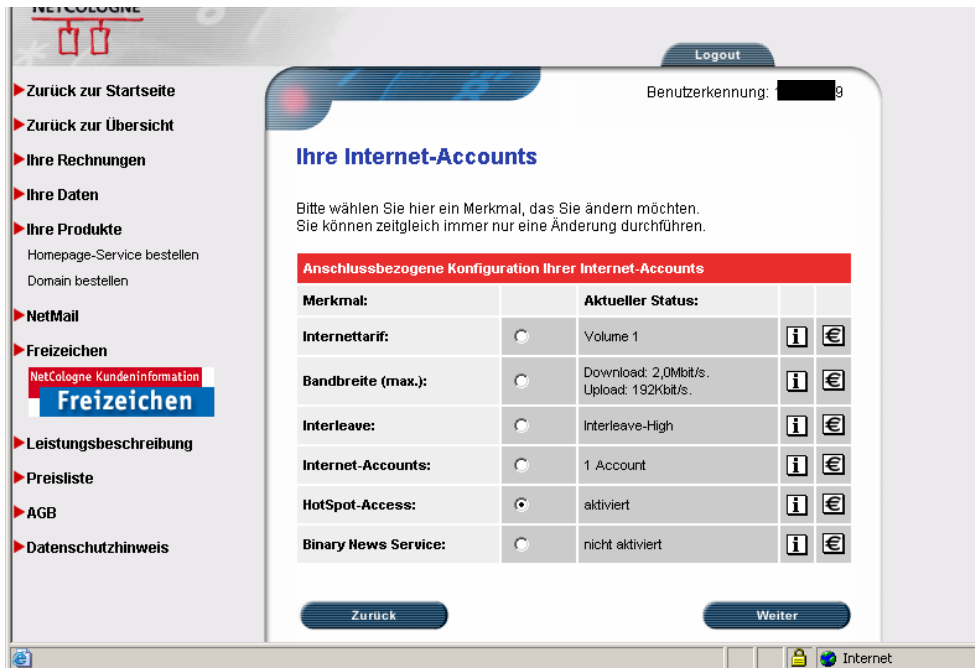 NETCOLOGNE
Logout
Benutzerkennung: 1 9
Zurück zur Startseite
Zurück zur Übersicht
Ihre Rechnungen
Ihre Daten
Ihre Produkte
Homepage-Service bestellen
Domain bestellen
NetMail
Freizeichen
NetCologne Kundeninformation
Freizeichen
Leistungsbeschreibung
Preisliste
AGB
Datenschutzhinweis
Ihre Internet-Accounts
Bitte wählen Sie hier ein Merkmal, das Sie ändern möchten.
Sie können zeitgleich immer nur eine Änderung durchführen.
Anschlussbezogene Konfiguration Ihrer Internet-Accounts
Merkmal: Aktueller Status:
Internettarif: Volume 1 i €
Bandbreite (max.): Download: 2,0Mbit/s. i €
Upload: 192Kbit/s.
Interleave: Interleave-High i €
Internet-Accounts: 1 Account i €
HotSpot-Access: aktiviert i €
Binary News Service: nicht aktiviert i €
Zurück Weiter
Internet